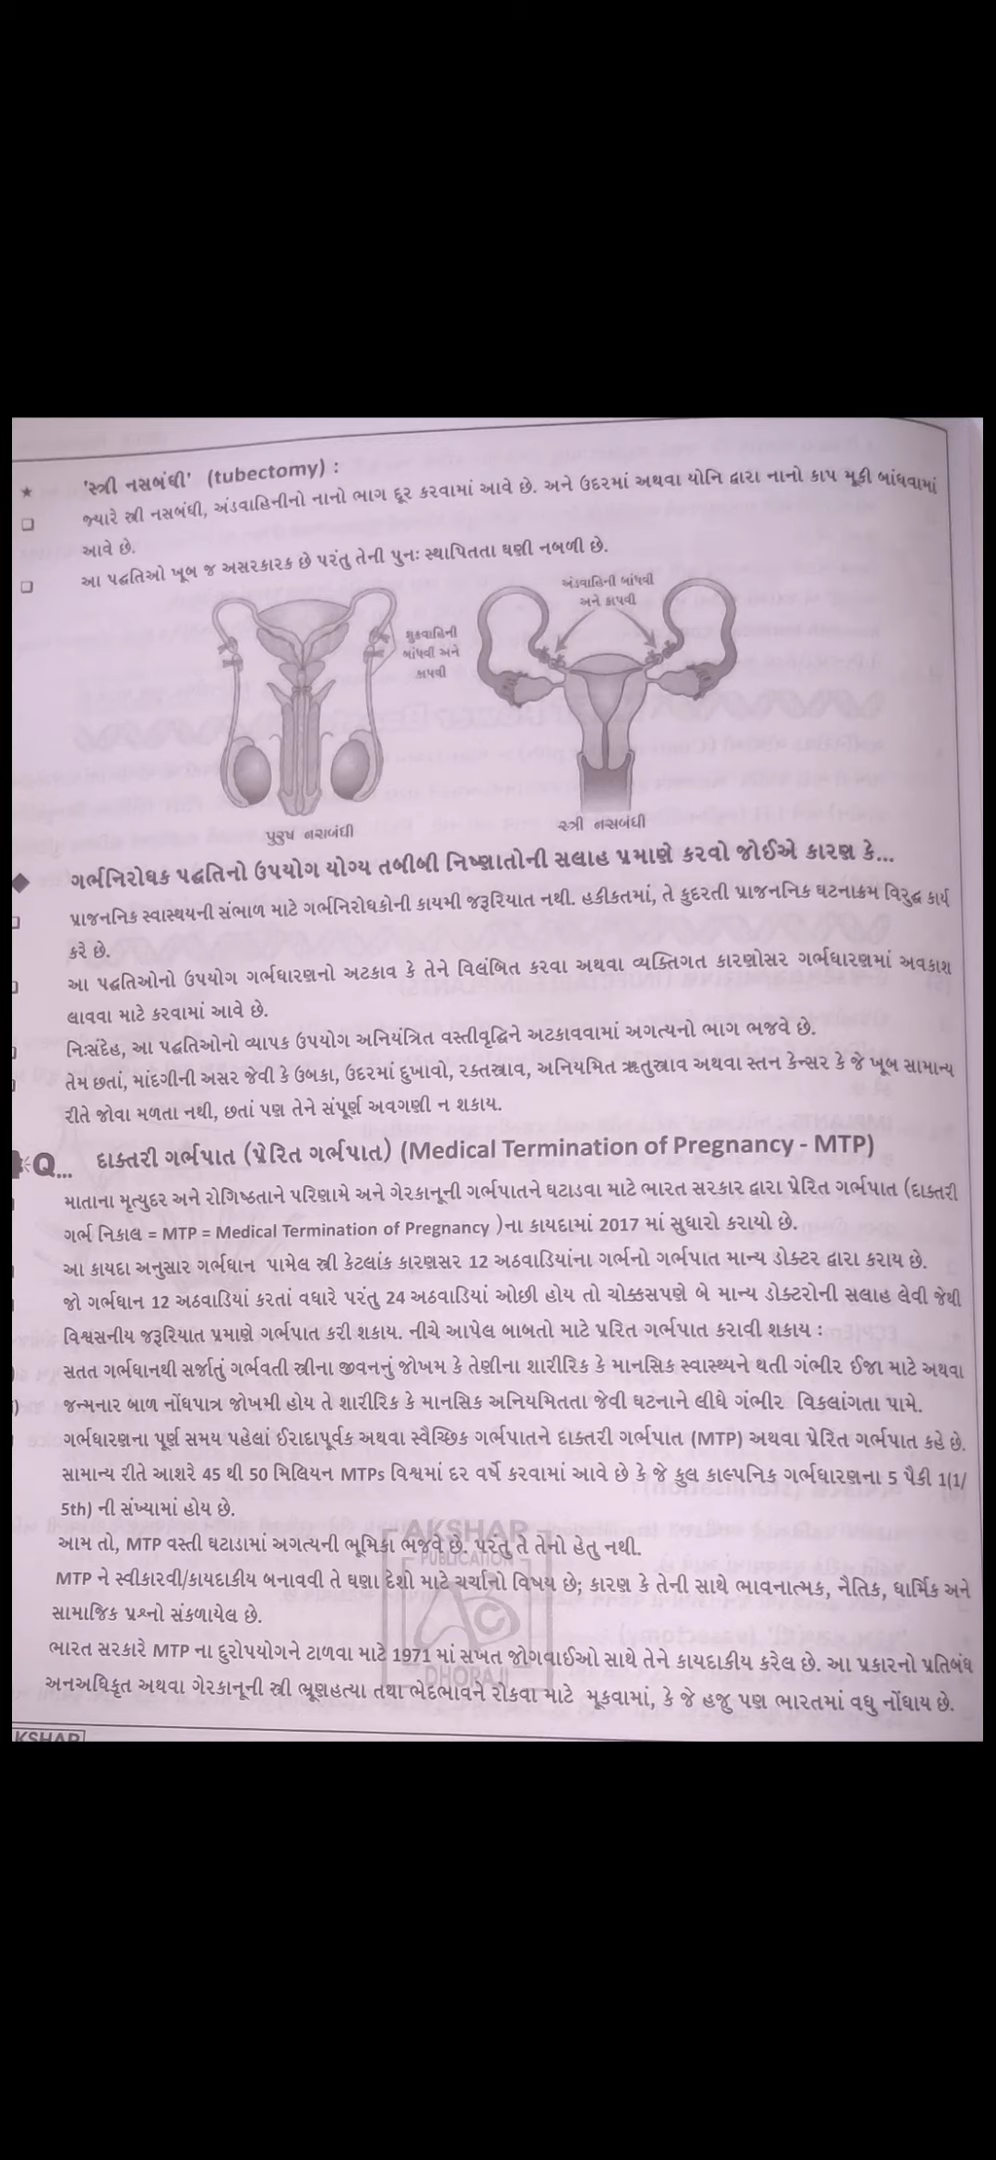 ★ 'સ્ત્રી નસબંધી' (tubectomy) :
❑ જ્યારે સ્ત્રી નસબંધી, અંડવાહિનીનો નાનો ભાગ દૂર કરવામાં આવે છે. અને ઉદરમાં અથવા યોનિ દ્વારા નાનો કાપ મૂકી બાંધવામાં
આવે છે.
❑ આ પદ્ધતિઓ ખૂબ જ અસરકારક છે પરંતુ તેની પુનઃ સ્થાપિતતા ઘણી નબળી છે.
શુક્રવાહિની
બાંધવી અને
કાપવી
અંડવાહિની બાંધવી
અને કાપવી
પુરુષ નસબંધી
સ્ત્રી નસબંધી
◆ ગર્ભનિરોધક પદ્ધતિનો ઉપયોગ યોગ્ય તબીબી નિષ્ણાતોની સલાહ પ્રમાણે કરવો જોઈએ કારણ કે...
પ્રાજનનિક સ્વાસ્થયની સંભાળ માટે ગર્ભનિરોધકોની કાયમી જરૂરિયાત નથી. હકીકતમાં, તે કુદરતી પ્રાજનનિક ઘટનાક્રમ વિરુદ્ધ કાર્ય
કરે છે.
આ પદ્ધતિઓનો ઉપયોગ ગર્ભધારણનો અટકાવ કે તેને વિલંબિત કરવા અથવા વ્યક્તિગત કારણોસર ગર્ભધારણમાં અવકાશ
લાવવા માટે કરવામાં આવે છે.
નિઃસંદેહ, આ પદ્ધતિઓનો વ્યાપક ઉપયોગ અનિયંત્રિત વસ્તીવૃદ્ધિને અટકાવવામાં અગત્યનો ભાગ ભજવે છે.
તેમ છતાં, માંદગીની અસર જેવી કે ઉબકા, ઉદરમાં દુખાવો, રક્તસ્રાવ, અનિયમિત ઋતુસ્રાવ અથવા સ્તન કેન્સર કે જે ખૂબ સામાન્ય
રીતે જોવા મળતા નથી, છતાં પણ તેને સંપૂર્ણ અવગણી ન શકાય.
Q... દાક્તરી ગર્ભપાત (પ્રેરિત ગર્ભપાત) (Medical Termination of Pregnancy - MTP)
માતાના મૃત્યુદર અને રોગિષ્ઠતાને પરિણામે અને ગેરકાનૂની ગર્ભપાતને ઘટાડવા માટે ભારત સરકાર દ્વારા પ્રેરિત ગર્ભપાત (દાક્તરી
ગર્ભ નિકાલ = MTP = Medical Termination of Pregnancy )ના કાયદામાં 2017 માં સુધારો કરાયો છે.
આ કાયદા અનુસાર ગર્ભધાન પામેલ સ્ત્રી કેટલાંક કારણસર 12 અઠવાડિયાંના ગર્ભનો ગર્ભપાત માન્ય ડોક્ટર દ્વારા કરાય છે.
જો ગર્ભધાન 12 અઠવાડિયાં કરતાં વધારે પરંતુ 24 અઠવાડિયાં ઓછી હોય તો ચોક્કસપણે બે માન્ય ડોક્ટરોની સલાહ લેવી જેથી
વિશ્વસનીય જરૂરિયાત પ્રમાણે ગર્ભપાત કરી શકાય. નીચે આપેલ બાબતો માટે પ્રરિત ગર્ભપાત કરાવી શકાય :
સતત ગર્ભધાનથી સર્જાતું ગર્ભવતી સ્ત્રીના જીવનનું જોખમ કે તેણીના શારીરિક કે માનસિક સ્વાસ્થ્યને થતી ગંભીર ઈજા માટે અથવા
જન્મનાર બાળ નોંધપાત્ર જોખમી હોય તે શારીરિક કે માનસિક અનિયમિતતા જેવી ઘટનાને લીધે ગંભીર વિકલાંગતા પામે.
ગર્ભધારણના પૂર્ણ સમય પહેલાં ઈરાદાપૂર્વક અથવા સ્વૈચ્છિક ગર્ભપાતને દાક્તરી ગર્ભપાત (MTP) અથવા પ્રેરિત ગર્ભપાત કહે છે.
સામાન્ય રીતે આશરે 45 થી 50 મિલિયન MTPs વિશ્વમાં દર વર્ષે કરવામાં આવે છે કે જે કુલ કાલ્પનિક ગર્ભધારણના 5 પૈકી 1(1/
5th) ની સંખ્યામાં હોય છે.
આમ તો, MTP વસ્તી ઘટાડામાં અગત્યની ભૂમિકા ભજવે છે. પરંતુ તે તેનો હેતુ નથી.
MTP ને સ્વીકારવી/કાયદાકીય બનાવવી તે ઘણા દેશો માટે ચર્ચાનો વિષય છે; કારણ કે તેની સાથે ભાવનાત્મક, નૈતિક, ધાર્મિક અને
સામાજિક પ્રશ્નો સંકળાયેલ છે.
ભારત સરકારે MTP ના દુરોપયોગને ટાળવા માટે 1971 માં સખત જોગવાઈઓ સાથે તેને કાયદાકીય કરેલ છે. આ પ્રકારનો પ્રતિબંધ
અનઅધિકૃત અથવા ગેરકાનૂની સ્ત્રી ભ્રૂણહત્યા તથા ભેદભાવને રોકવા માટે મૂકવામાં, કે જે હજુ પણ ભારતમાં વધુ નોંધાય છે.
AKSHAR
PUBLICATION
DHORAJI
KSHAR